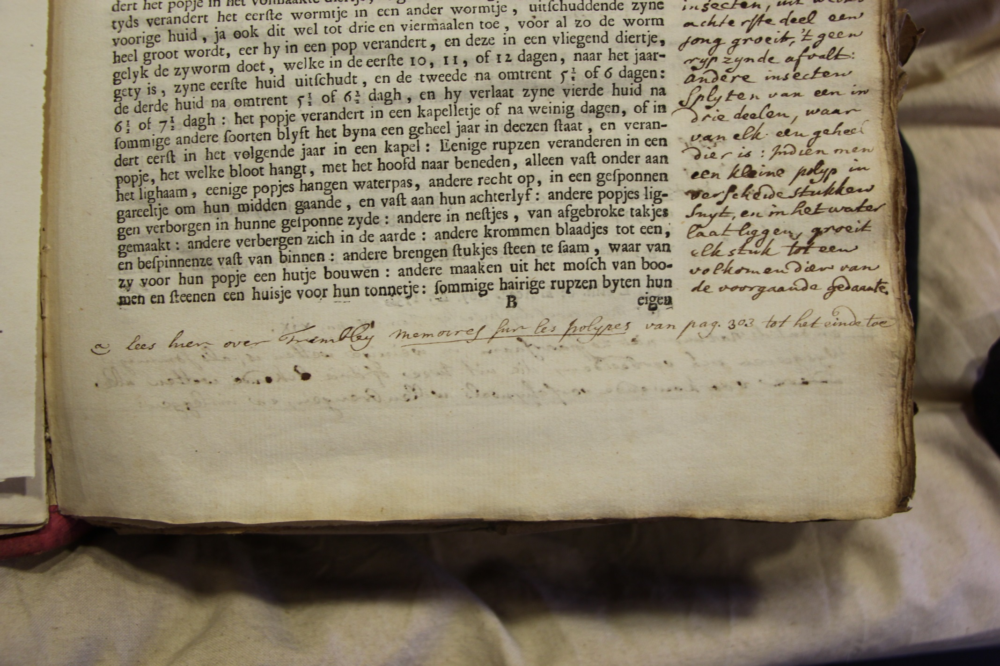 dert het popje in het volmaakte diertje,
tyds verandert het eerſte wormtje in een ander wormtje, uitſchuddende zyne
voorige huid, ja ook dit wel tot drie en viermaalen toe, voor al zo de worm
heel groot wordt, eer hy in een pop verandert, en deze in een vliegend diertje,
gelyk de zyworm doet, welke in de eerſte 10, 11, of 12 dagen, naar het jaar-
gety is, zyne eerſte huid uitſchudt, en de tweede na omtrent 5½ of 6 dagen:
de derde huid na omtrent 5½ of 6½ dagh, en hy verlaat zyne vierde huid na
6½ of 7½ dagh: het popje verandert in een kapelletje of na weinig dagen, of in
ſommige andere ſoorten blyft het byna een geheel jaar in deezen ſtaat, en veran-
dert eerſt in het volgende jaar in een kapel: Eenige rupzen veranderen in een
popje, het welke bloot hangt, met het hoofd naar beneden, alleen vaſt onder aan
het lighaam, eenige popjes hangen waterpas, andere recht op, in een geſponnen
gareeltje om hun midden gaande, en vaſt aan hun achterlyf: andere popjes lig-
gen verborgen in hunne geſponne zyde: andere in neſtjes, van afgebroke takjes
gemaakt: andere verbergen zich in de aarde: andere krommen blaadjes tot een,
en beſpinnenze vaſt van binnen: andere brengen ſtukjes ſteen te ſaam, waar van
zy voor hun popje een hutje bouwen: andere maaken uit het moſch van boo-
men en ſteenen een huisje voor hun tonnetje: ſommige hairige rupzen byten hun
B eigen
insecten, uit
achterſte deel een
jong groeit, 't geen
ryp zynde afvalt:
andere insecten
Splyten van een in
drie deelen, waar
van elk een geheel
dier is: Indien men
een kleine polyp in
verſcheide stukken
Snyt, en in het water
laat liggen, groeit
elk stuk tot een
volkomen dier van
de voorgaande gedaante.
a lees hier over Trembley memoires ſur les polypes van pag. 303 tot het einde toe